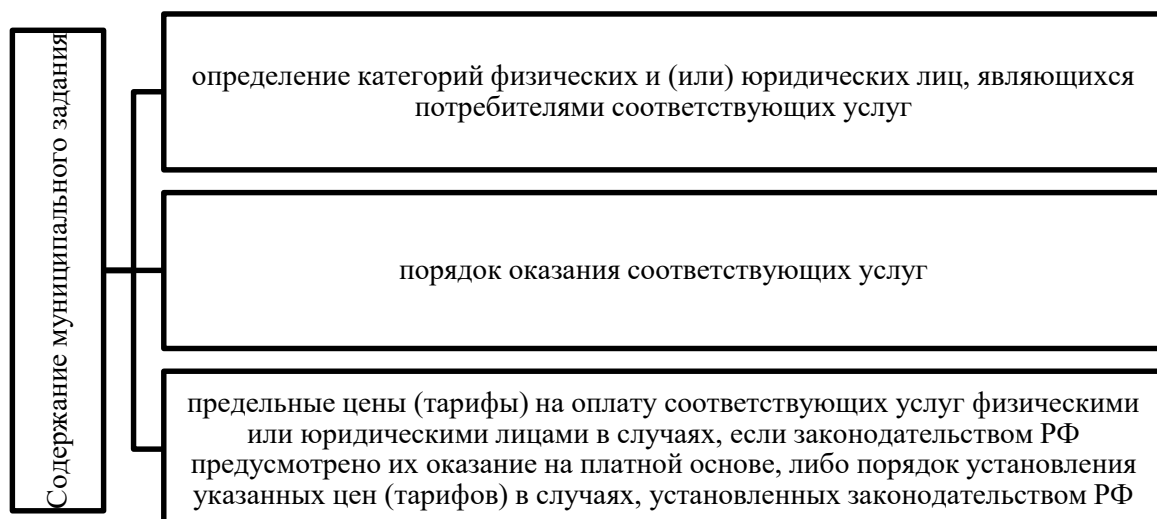 Содержание муниципального задания
определение категорий физических и (или) юридических лиц, являющихся
потребителями соответствующих услуг
порядок оказания соответствующих услуг
предельные цены (тарифы) на оплату соответствующих услуг физическими
или юридическими лицами в случаях, если законодательством РФ
предусмотрено их оказание на платной основе, либо порядок установления
указанных цен (тарифов) в случаях, установленных законодательством РФ